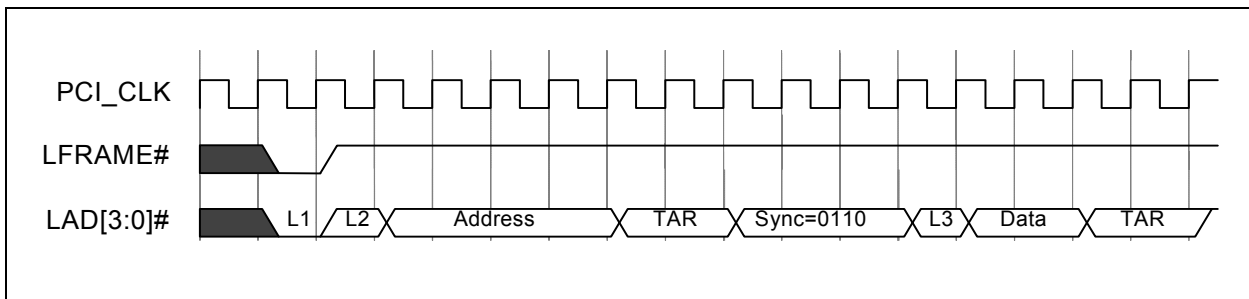 PCI_CLK
LFRAME#
LAD[3:0]# L1 L2 Address TAR Sync=0110 L3 Data TAR